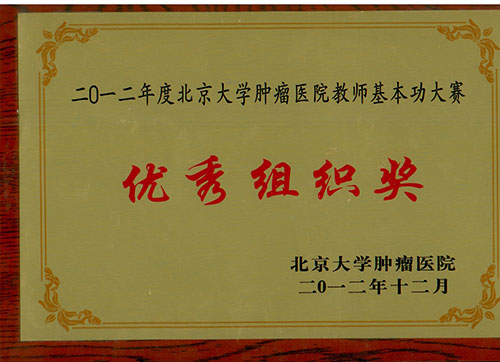 二〇一二年度北京大学肿瘤医院教师基本功大赛
优秀组织奖
北京大学肿瘤医院
二〇一二年十二月